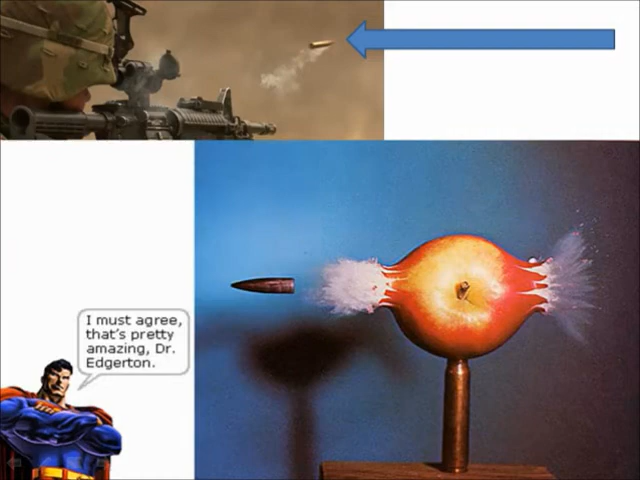 I must agree,
that's pretty
amazing, Dr.
Edgerton.